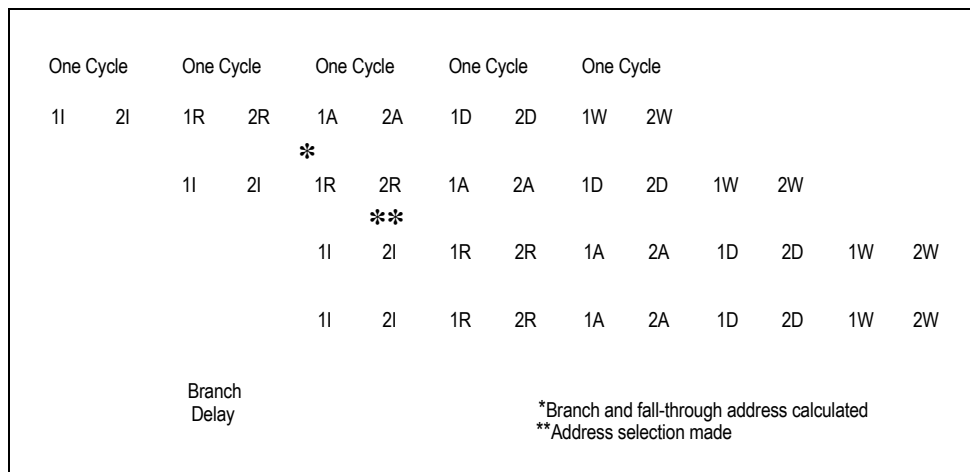 One Cycle One Cycle One Cycle One Cycle One Cycle
1I 2I 1R 2R 1A 2A 1D 2D 1W 2W
*
1I 2I 1R 2R 1A 2A 1D 2D 1W 2W
**
1I 2I 1R 2R 1A 2A 1D 2D 1W 2W
1I 2I 1R 2R 1A 2A 1D 2D 1W 2W
Branch
Delay
*Branch and fall-through address calculated
**Address selection made